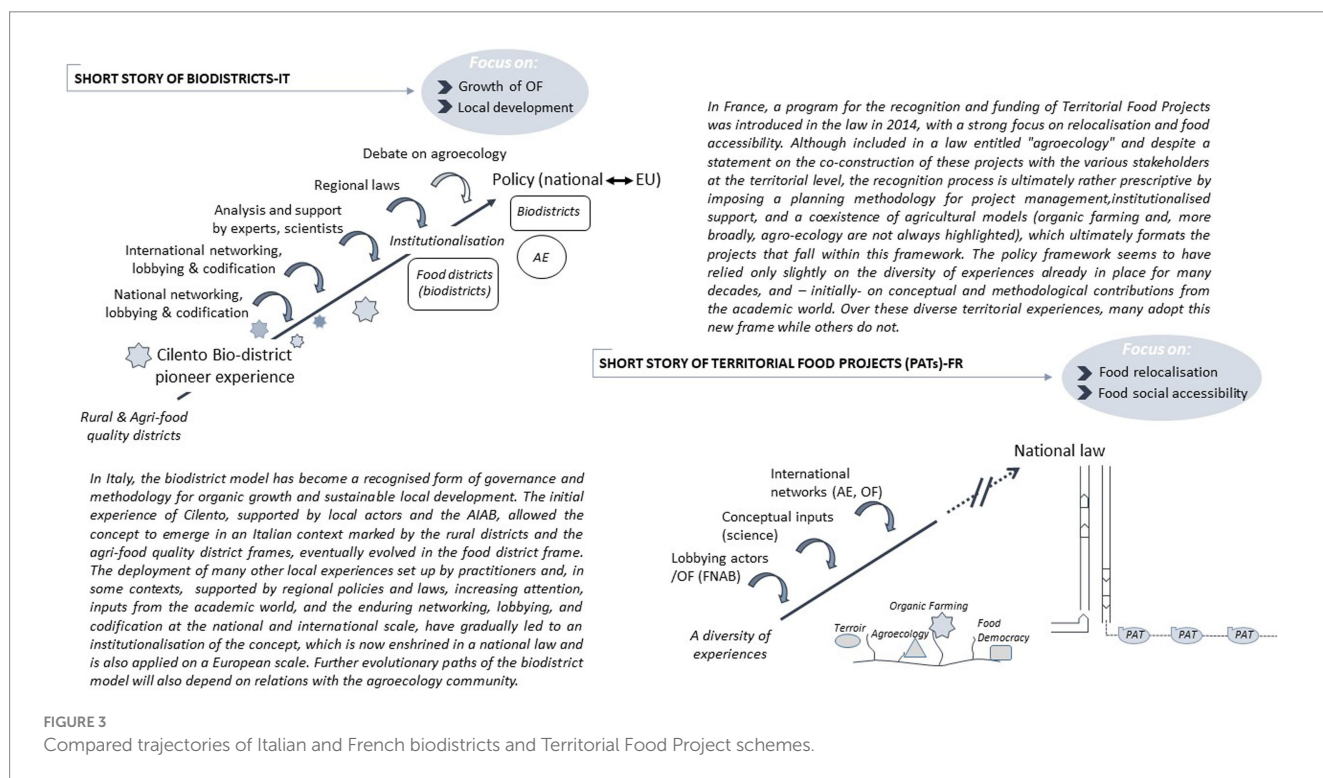 SHORT STORY OF BIODISTRICTS-IT
Focus on:
Growth of OF
Local development
Debate on agroecology
Regional laws
Policy (national ↔ EU)
Analysis and support
by experts, scientists
Biodistricts
Institutionalisation
International networking,
lobbying & codification
AE
Food districts
(biodistricts)
National networking,
lobbying & codification
Cilento Bio-district
pioneer experience
Rural & Agri-food
quality districts
In Italy, the biodistrict model has become a recognised form of governance and
methodology for organic growth and sustainable local development. The initial
experience of Cilento, supported by local actors and the AIAB, allowed the
concept to emerge in an Italian context marked by the rural districts and the
agri-food quality district frames, eventually evolved in the food district frame.
The deployment of many other local experiences set up by practitioners and, in
some contexts, supported by regional policies and laws, increasing attention,
inputs from the academic world, and the enduring networking, lobbying, and
codification at the national and international scale, have gradually led to an
institutionalisation of the concept, which is now enshrined in a national law and
is also applied on a European scale. Further evolutionary paths of the biodistrict
model will also depend on relations with the agroecology community.
In France, a program for the recognition and funding of Territorial Food Projects
was introduced in the law in 2014, with a strong focus on relocalisation and food
accessibility. Although included in a law entitled "agroecology" and despite a
statement on the co-construction of these projects with the various stakeholders
at the territorial level, the recognition process is ultimately rather prescriptive by
imposing a planning methodology for project management,institutionalised
support, and a coexistence of agricultural models (organic farming and, more
broadly, agro-ecology are not always highlighted), which ultimately formats the
projects that fall within this framework. The policy framework seems to have
relied only slightly on the diversity of experiences already in place for many
decades, and – initially- on conceptual and methodological contributions from
the academic world. Over these diverse territorial experiences, many adopt this
new frame while others do not.
SHORT STORY OF TERRITORIAL FOOD PROJECTS (PATs)-FR
Focus on:
Food relocalisation
Food social accessibility
National law
International
networks (AE, OF)
Conceptual inputs
(science)
Lobbying actors
/OF (FNAB)
A diversity of
experiences
Terroir
Agroecology
Organic Farming
Food
Democracy
PAT
PAT
PAT
FIGURE 3
Compared trajectories of Italian and French biodistricts and Territorial Food Project schemes.